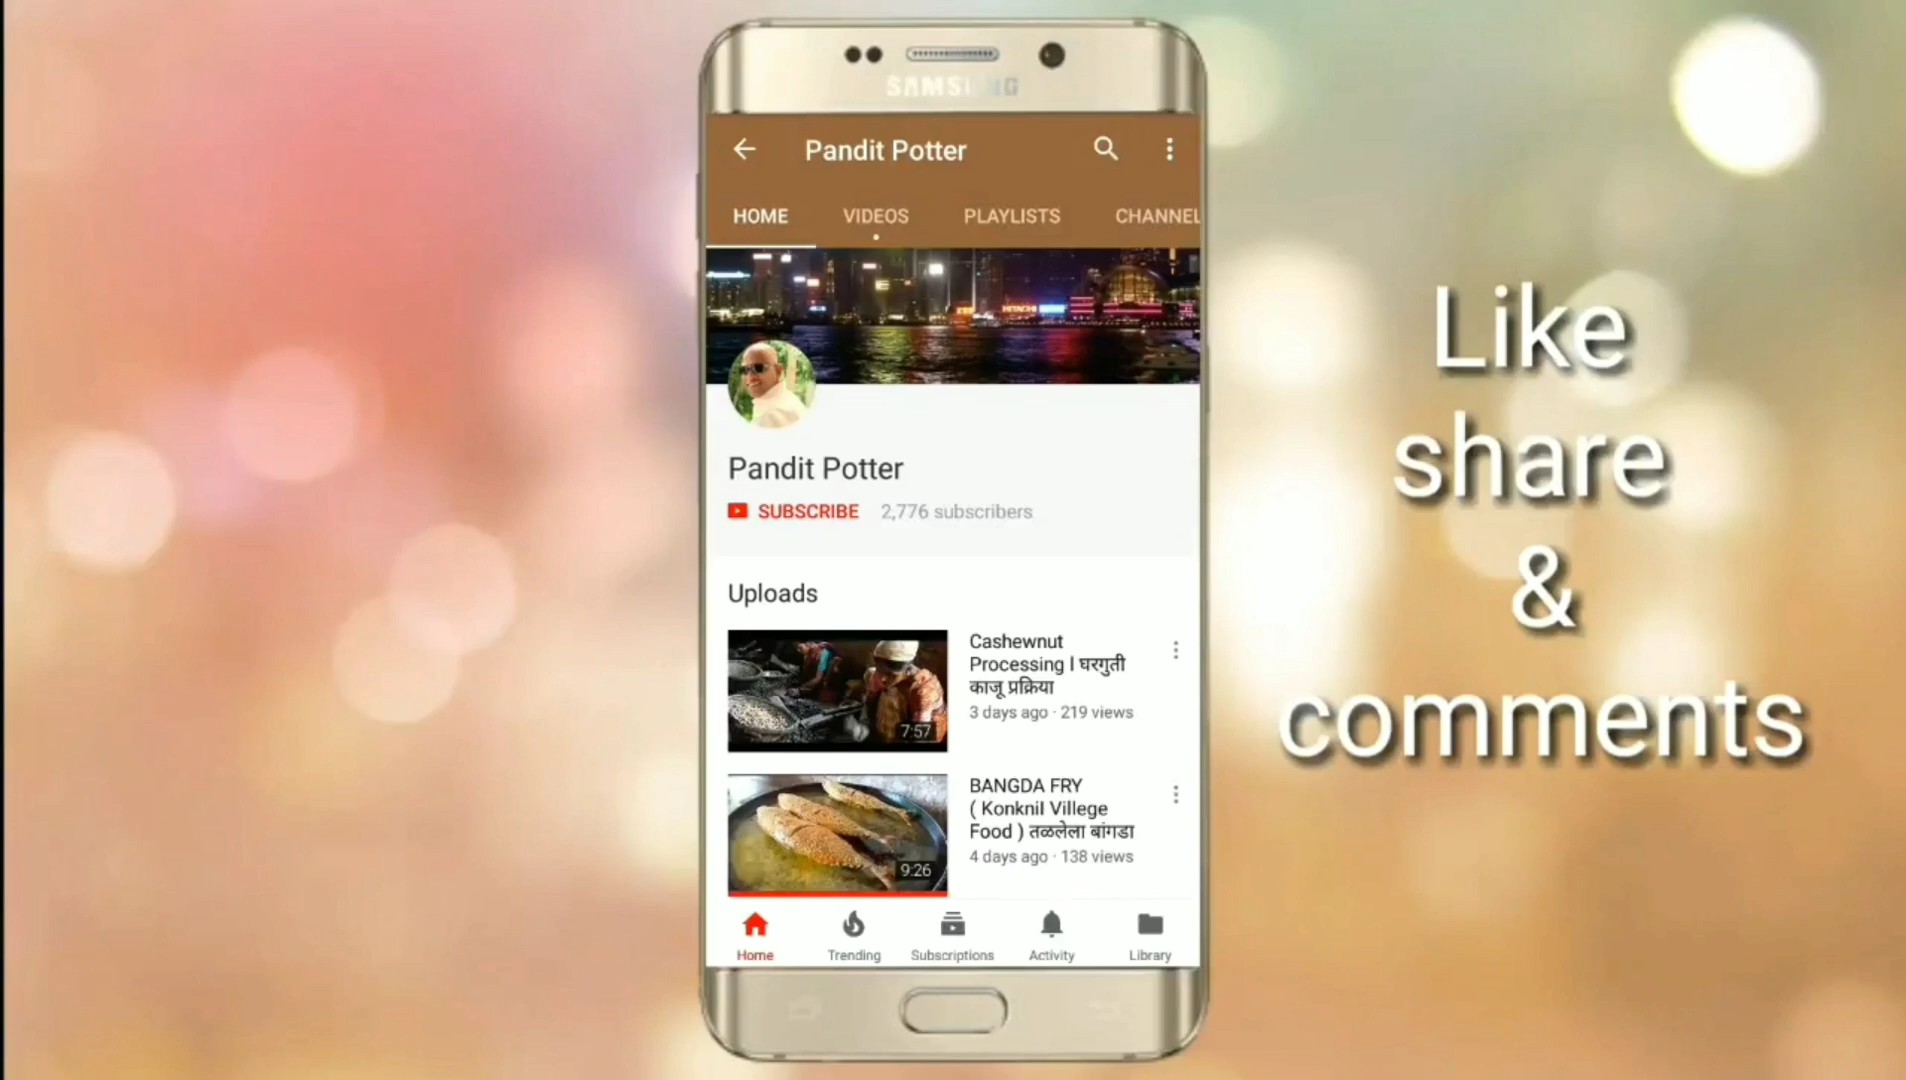 SAMSUNG
Pandit Potter
HOME VIDEOS PLAYLISTS CHANNEL
HITACHI
Pandit Potter
SUBSCRIBE 2,776 subscribers
Uploads
Cashewnut
Processing l घरगुती
काजू प्रक्रिया
3 days ago · 219 views
7:57
BANGDA FRY
( Konknil Villege
Food ) तळलेला बांगडा
4 days ago · 138 views
9:26
Home Trending Subscriptions Activity Library
Like
share
&
comments